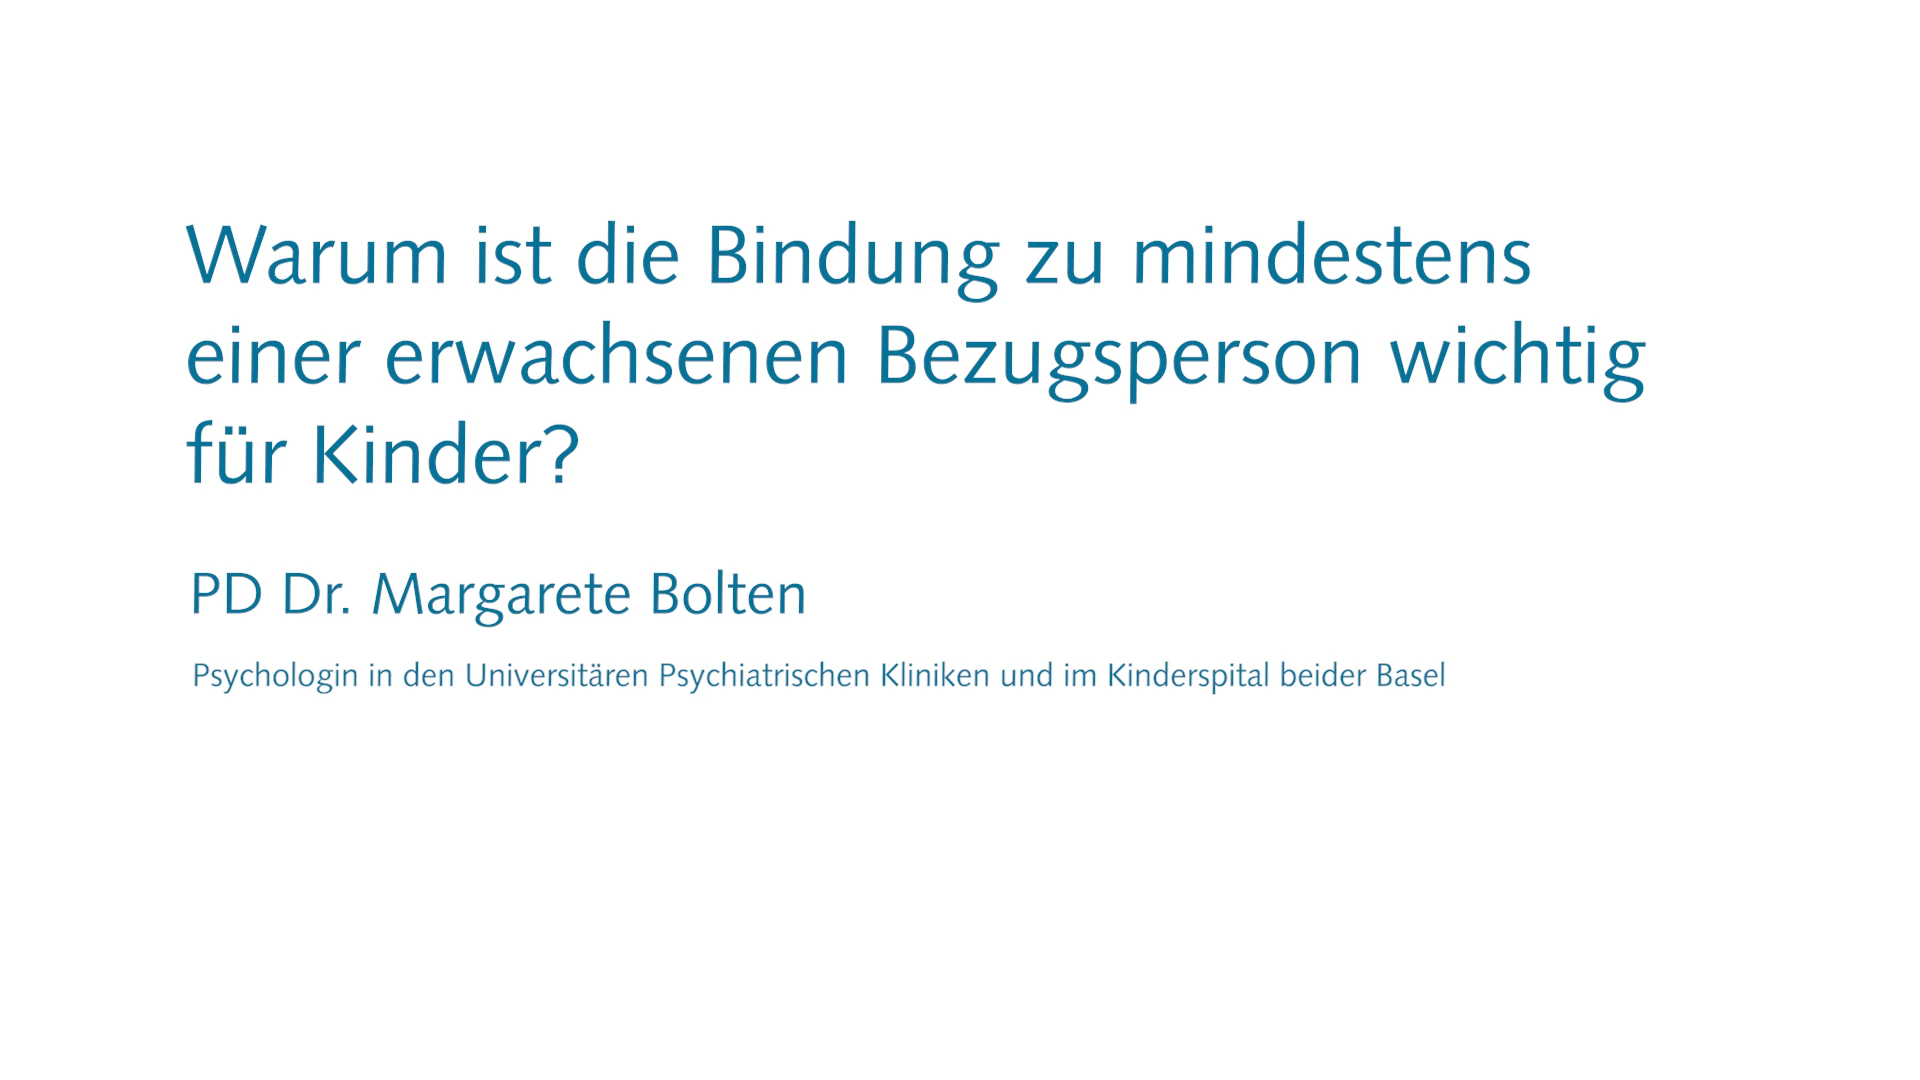 Warum ist die Bindung zu mindestens
einer erwachsenen Bezugsperson wichtig
für Kinder?
PD Dr. Margarete Bolten
Psychologin in den Universitären Psychiatrischen Kliniken und im Kinderspital beider Basel